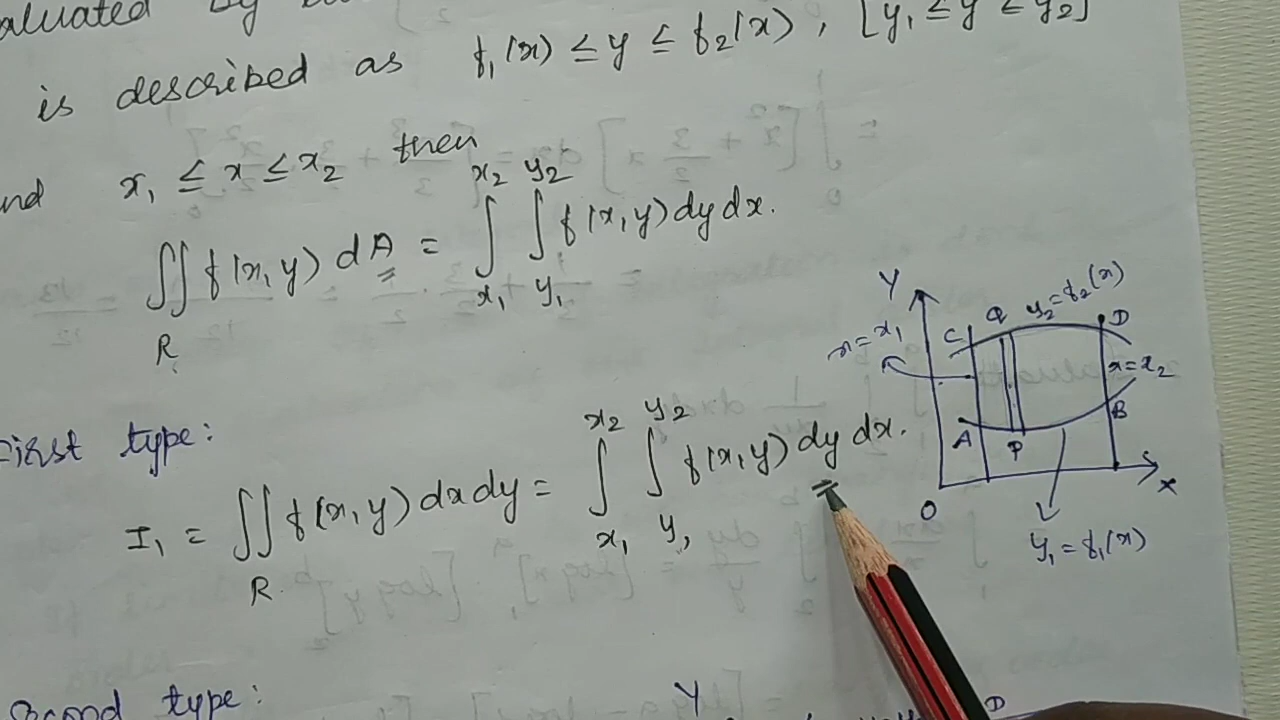 aluated by
is described as f₁(x) ≤ y ≤ f₂(x), [y₁ ≤ y ≤ y₂]
and x₁ ≤ x ≤ x₂ then
∬_R f(x,y) dA = ∫_{x₁}^{x₂} ∫_{y₁}^{y₂} f(x,y) dy dx.
First type:
I₁ = ∬_R f(x,y) dx dy = ∫_{x₁}^{x₂} ∫_{y₁}^{y₂} f(x,y) dy dx.
Y
x=x₁
C
Q
y₂=f₂(x)
D
x=x₂
A
P
B
O
X
y₁=f₁(x)
Second type:
Y
D